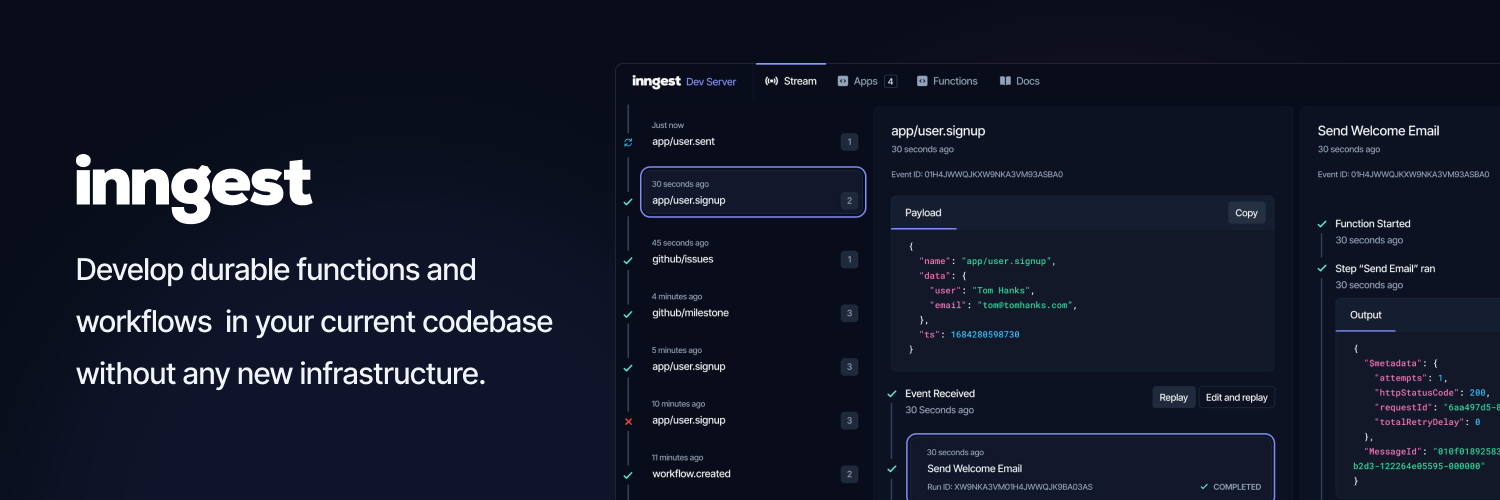 inngest
Develop durable functions and
workflows in your current codebase
without any new infrastructure.
inngest Dev Server
Stream
Apps 4
Functions
Docs
Just now
app/user.sent 1
30 seconds ago
app/user.signup 2
45 seconds ago
github/issues 1
4 minutes ago
github/milestone 3
5 minutes ago
app/user.signup 3
10 minutes ago
app/user.signup 3
11 minutes ago
workflow.created 2
app/user.signup
30 seconds ago
Event ID: 01H4JWWQJKXW9NKA3VM93ASBA0
Payload
Copy
{
"name": "app/user.signup",
"data": {
"user": "Tom Hanks",
"email": "tom@tomhanks.com",
},
"ts": 1684280598730
}
Event Received
30 Seconds ago
Replay
Edit and replay
30 seconds ago
Send Welcome Email
Run ID: XW9NKA3VM01H4JWWQJK9BA03AS
COMPLETED
Send Welcome Email
30 seconds ago
Event ID: 01H4JWWQJKXW9NKA3VM93ASBA0
Function Started
30 seconds ago
Step “Send Email” ran
30 seconds ago
Output
{
"$metadata": {
"attempts": 1,
"httpStatusCode": 200,
"requestId": "6aa497d5-8
"totalRetryDelay": 0
},
"MessageId": "010f01892583
b2d3-122264e05595-000000"
}